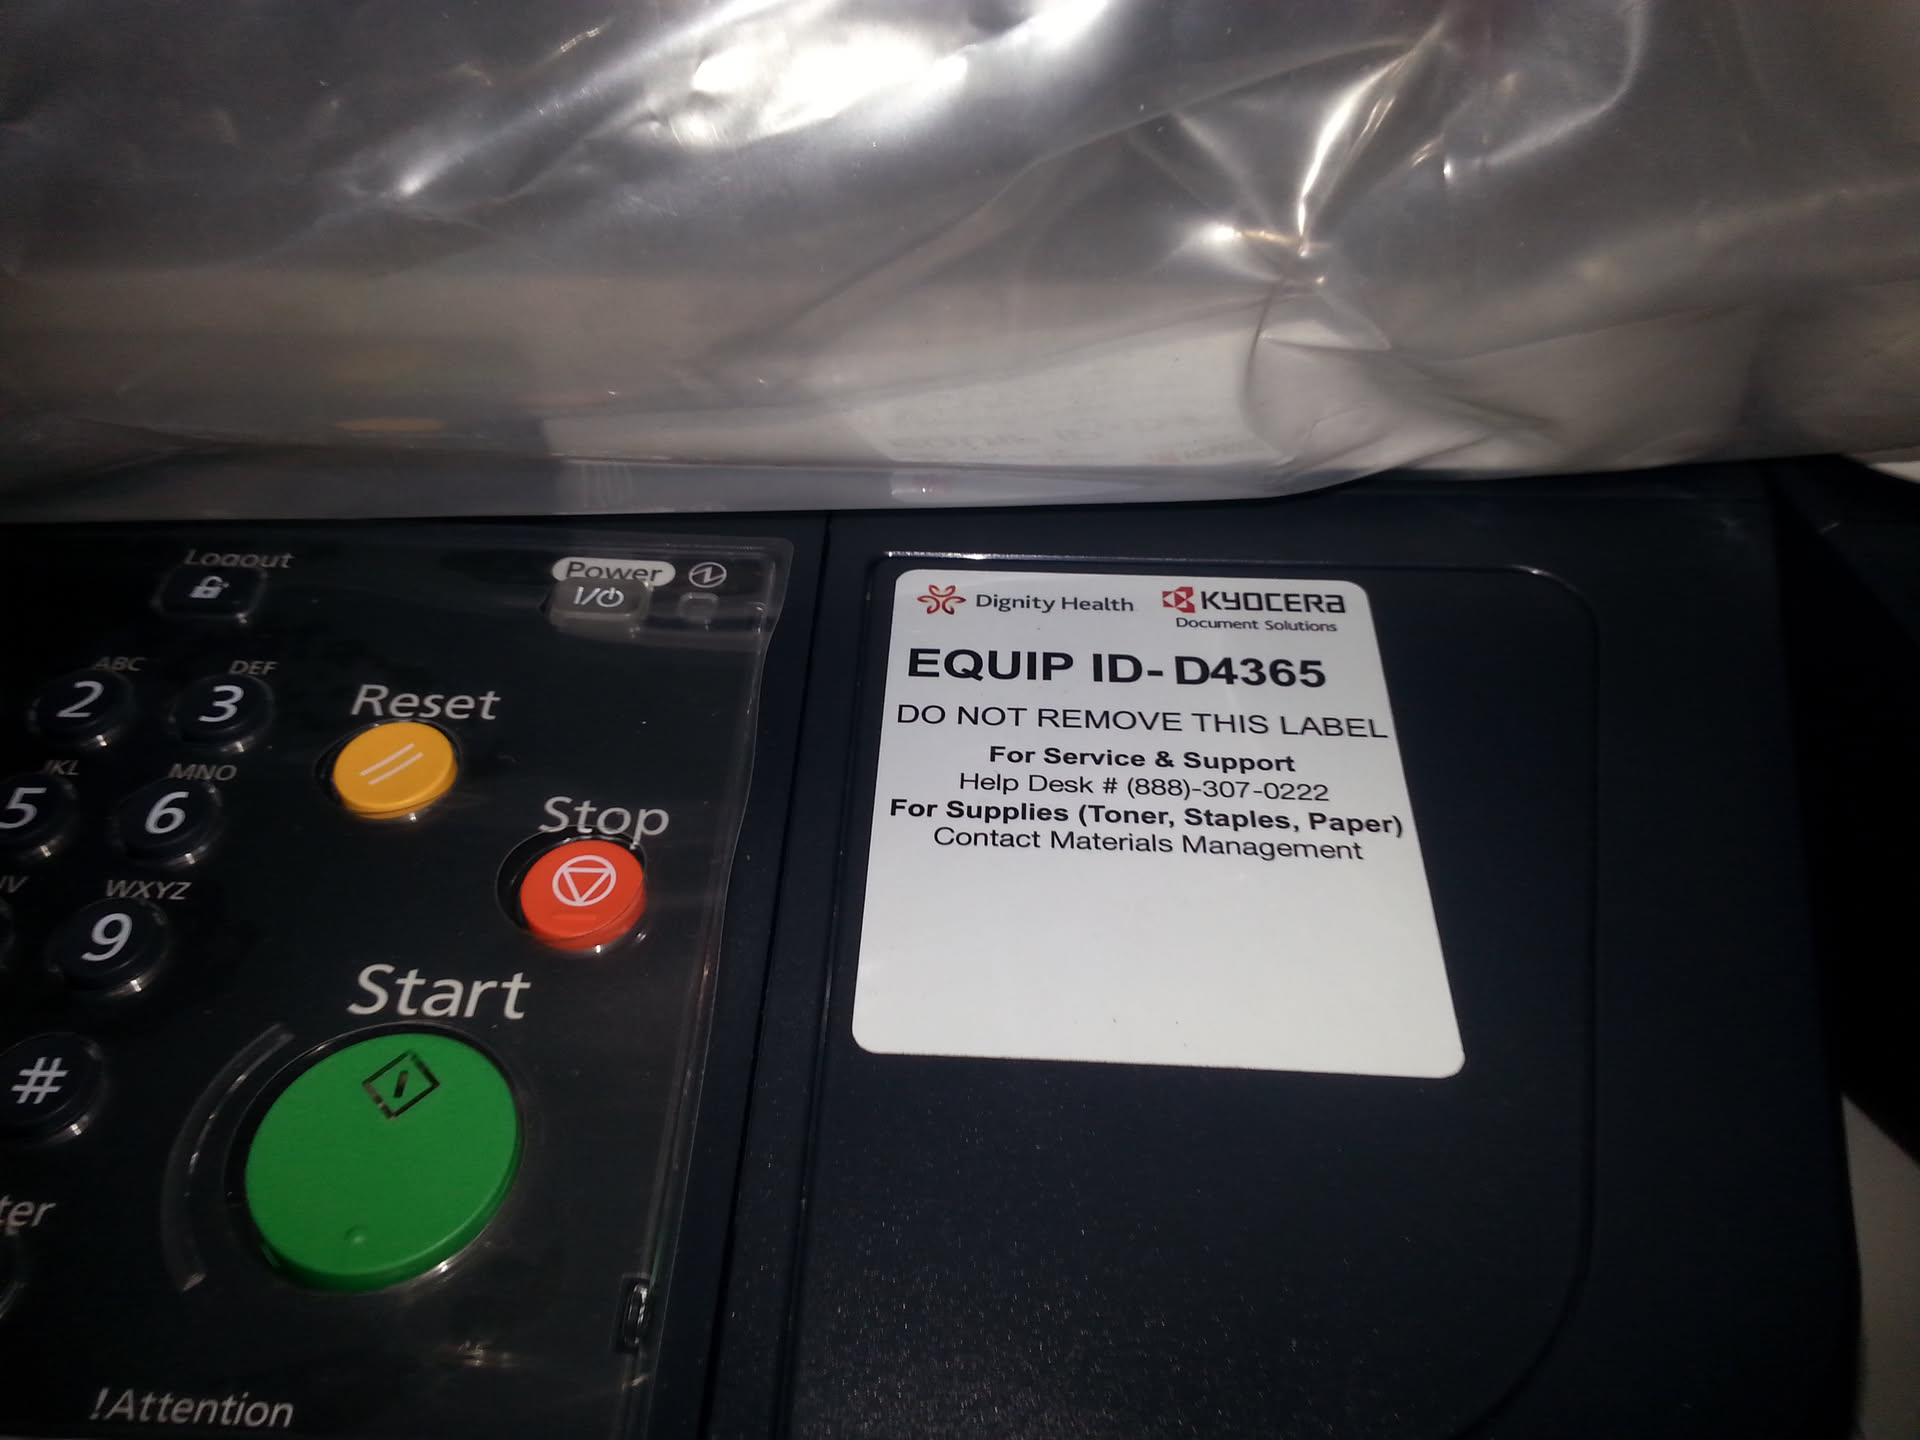 Logout
Power
I/
ABC
2
DEF
3
Reset
JKL
5
MNO
6
Stop
WXYZ
9
Start
#
!Attention
Dignity Health
KYOCERA
Document Solutions
EQUIP ID-D4365
DO NOT REMOVE THIS LABEL
For Service & Support
Help Desk # (888)-307-0222
For Supplies (Toner, Staples, Paper)
Contact Materials Management